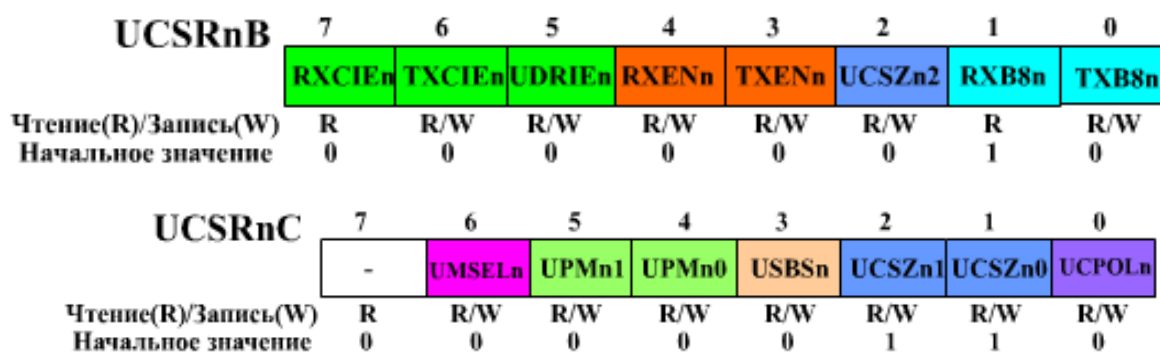 UCSRnB 7 6 5 4 3 2 1 0
RXCIEn TXCIEn UDRIEn RXENn TXENn UCSZn2 RXB8n TXB8n
Чтение(R)/Запись(W) R R/W R/W R/W R/W R/W R R/W
Начальное значение 0 0 0 0 0 0 1 0
UCSRnC 7 6 5 4 3 2 1 0
- UMSELn UPMn1 UPMn0 USBSn UCSZn1 UCSZn0 UCPOLn
Чтение(R)/Запись(W) R R/W R/W R/W R/W R/W R/W R/W
Начальное значение 0 0 0 0 0 1 1 0